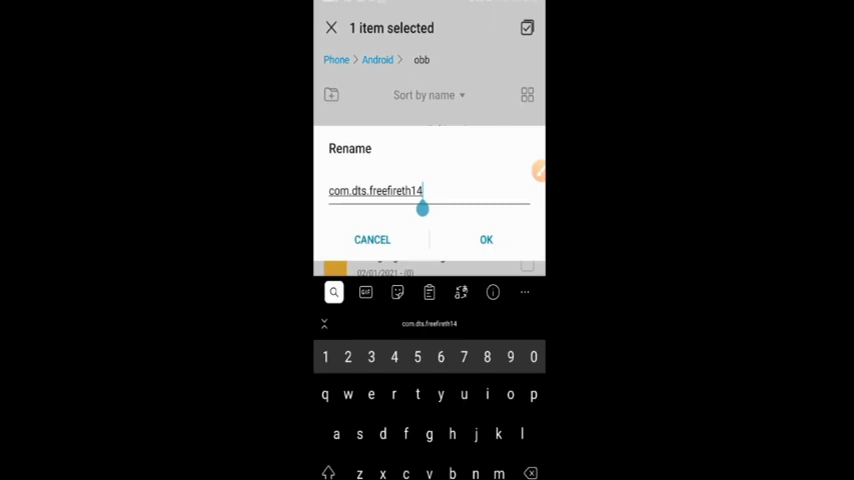 1 item selected
Phone > Android > obb
Sort by name
Rename
com.dts.freefireth14
CANCEL OK
02/01/2021 - (0)
GIF
com.dts.freefireth14
1 2 3 4 5 6 7 8 9 0
q w e r t y u i o p
a s d f g h j k l
z x c v b n m